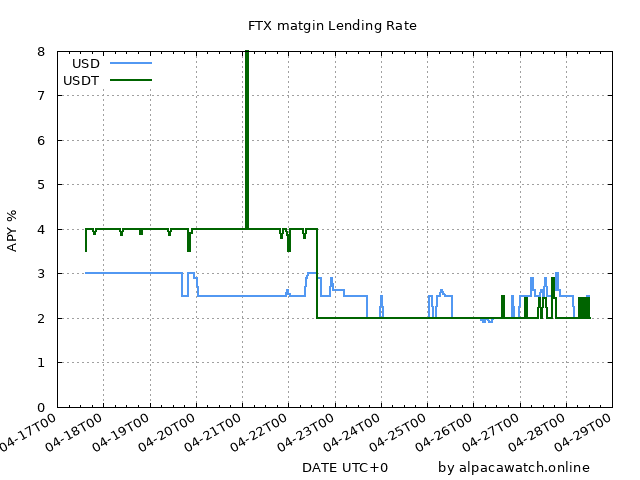 FTX matgin Lending Rate
USD
USDT
8
7
6
5
4
3
2
1
0
APY %
04-17T00
04-18T00
04-19T00
04-20T00
04-21T00
04-22T00
04-23T00
04-24T00
04-25T00
04-26T00
04-27T00
04-28T00
04-29T00
DATE UTC+0
by alpacawatch.online